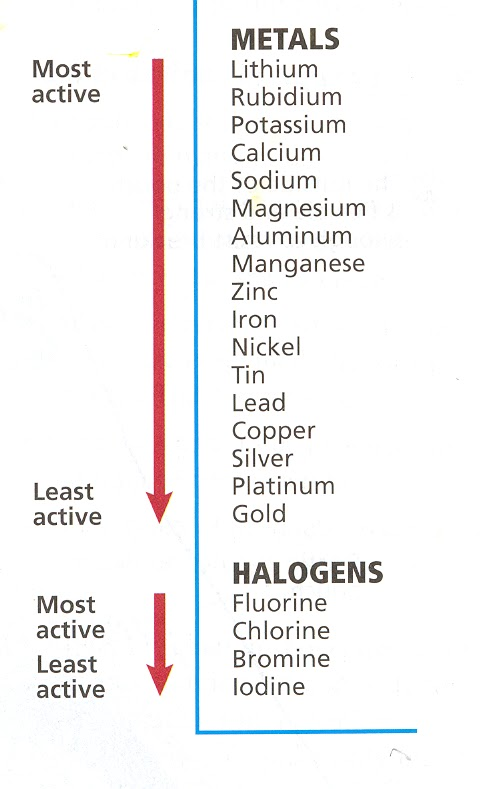 METALS
Most
active
Lithium
Rubidium
Potassium
Calcium
Sodium
Magnesium
Aluminum
Manganese
Zinc
Iron
Nickel
Tin
Lead
Copper
Silver
Least
active
Platinum
Gold
HALOGENS
Most
active
Fluorine
Chlorine
Least
active
Bromine
Iodine